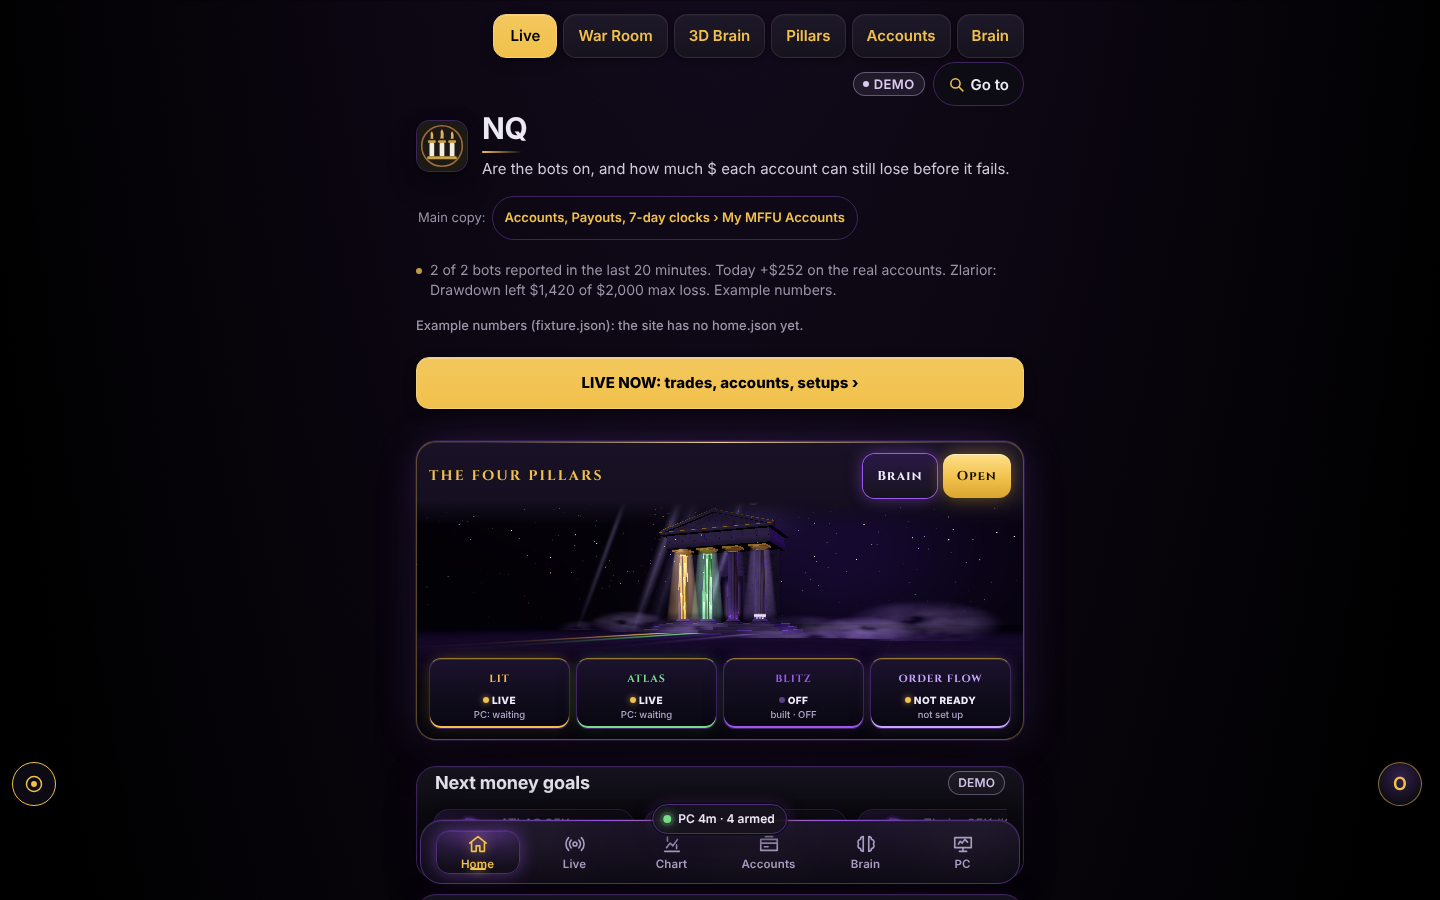 Live War Room 3D Brain Pillars Accounts Brain
DEMO Go to
NQ
Are the bots on, and how much $ each account can still lose before it fails.
Main copy: Accounts, Payouts, 7-day clocks › My MFFU Accounts
2 of 2 bots reported in the last 20 minutes. Today +$252 on the real accounts. Zlarior:
Drawdown left $1,420 of $2,000 max loss. Example numbers.
Example numbers (fixture.json): the site has no home.json yet.
LIVE NOW: trades, accounts, setups ›
THE FOUR PILLARS BRAIN OPEN
LIT ATLAS BLITZ ORDER FLOW
LIVE LIVE OFF NOT READY
PC: waiting PC: waiting built · OFF not set up
O
Next money goals DEMO
PC 4m · 4 armed
Home Live Chart Accounts Brain PC